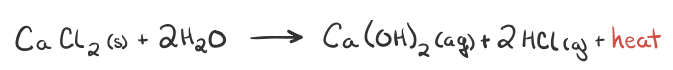 CaCl₂(s) + 2H₂O ⟶ Ca(OH)₂(aq) + 2HCl(g) + heat